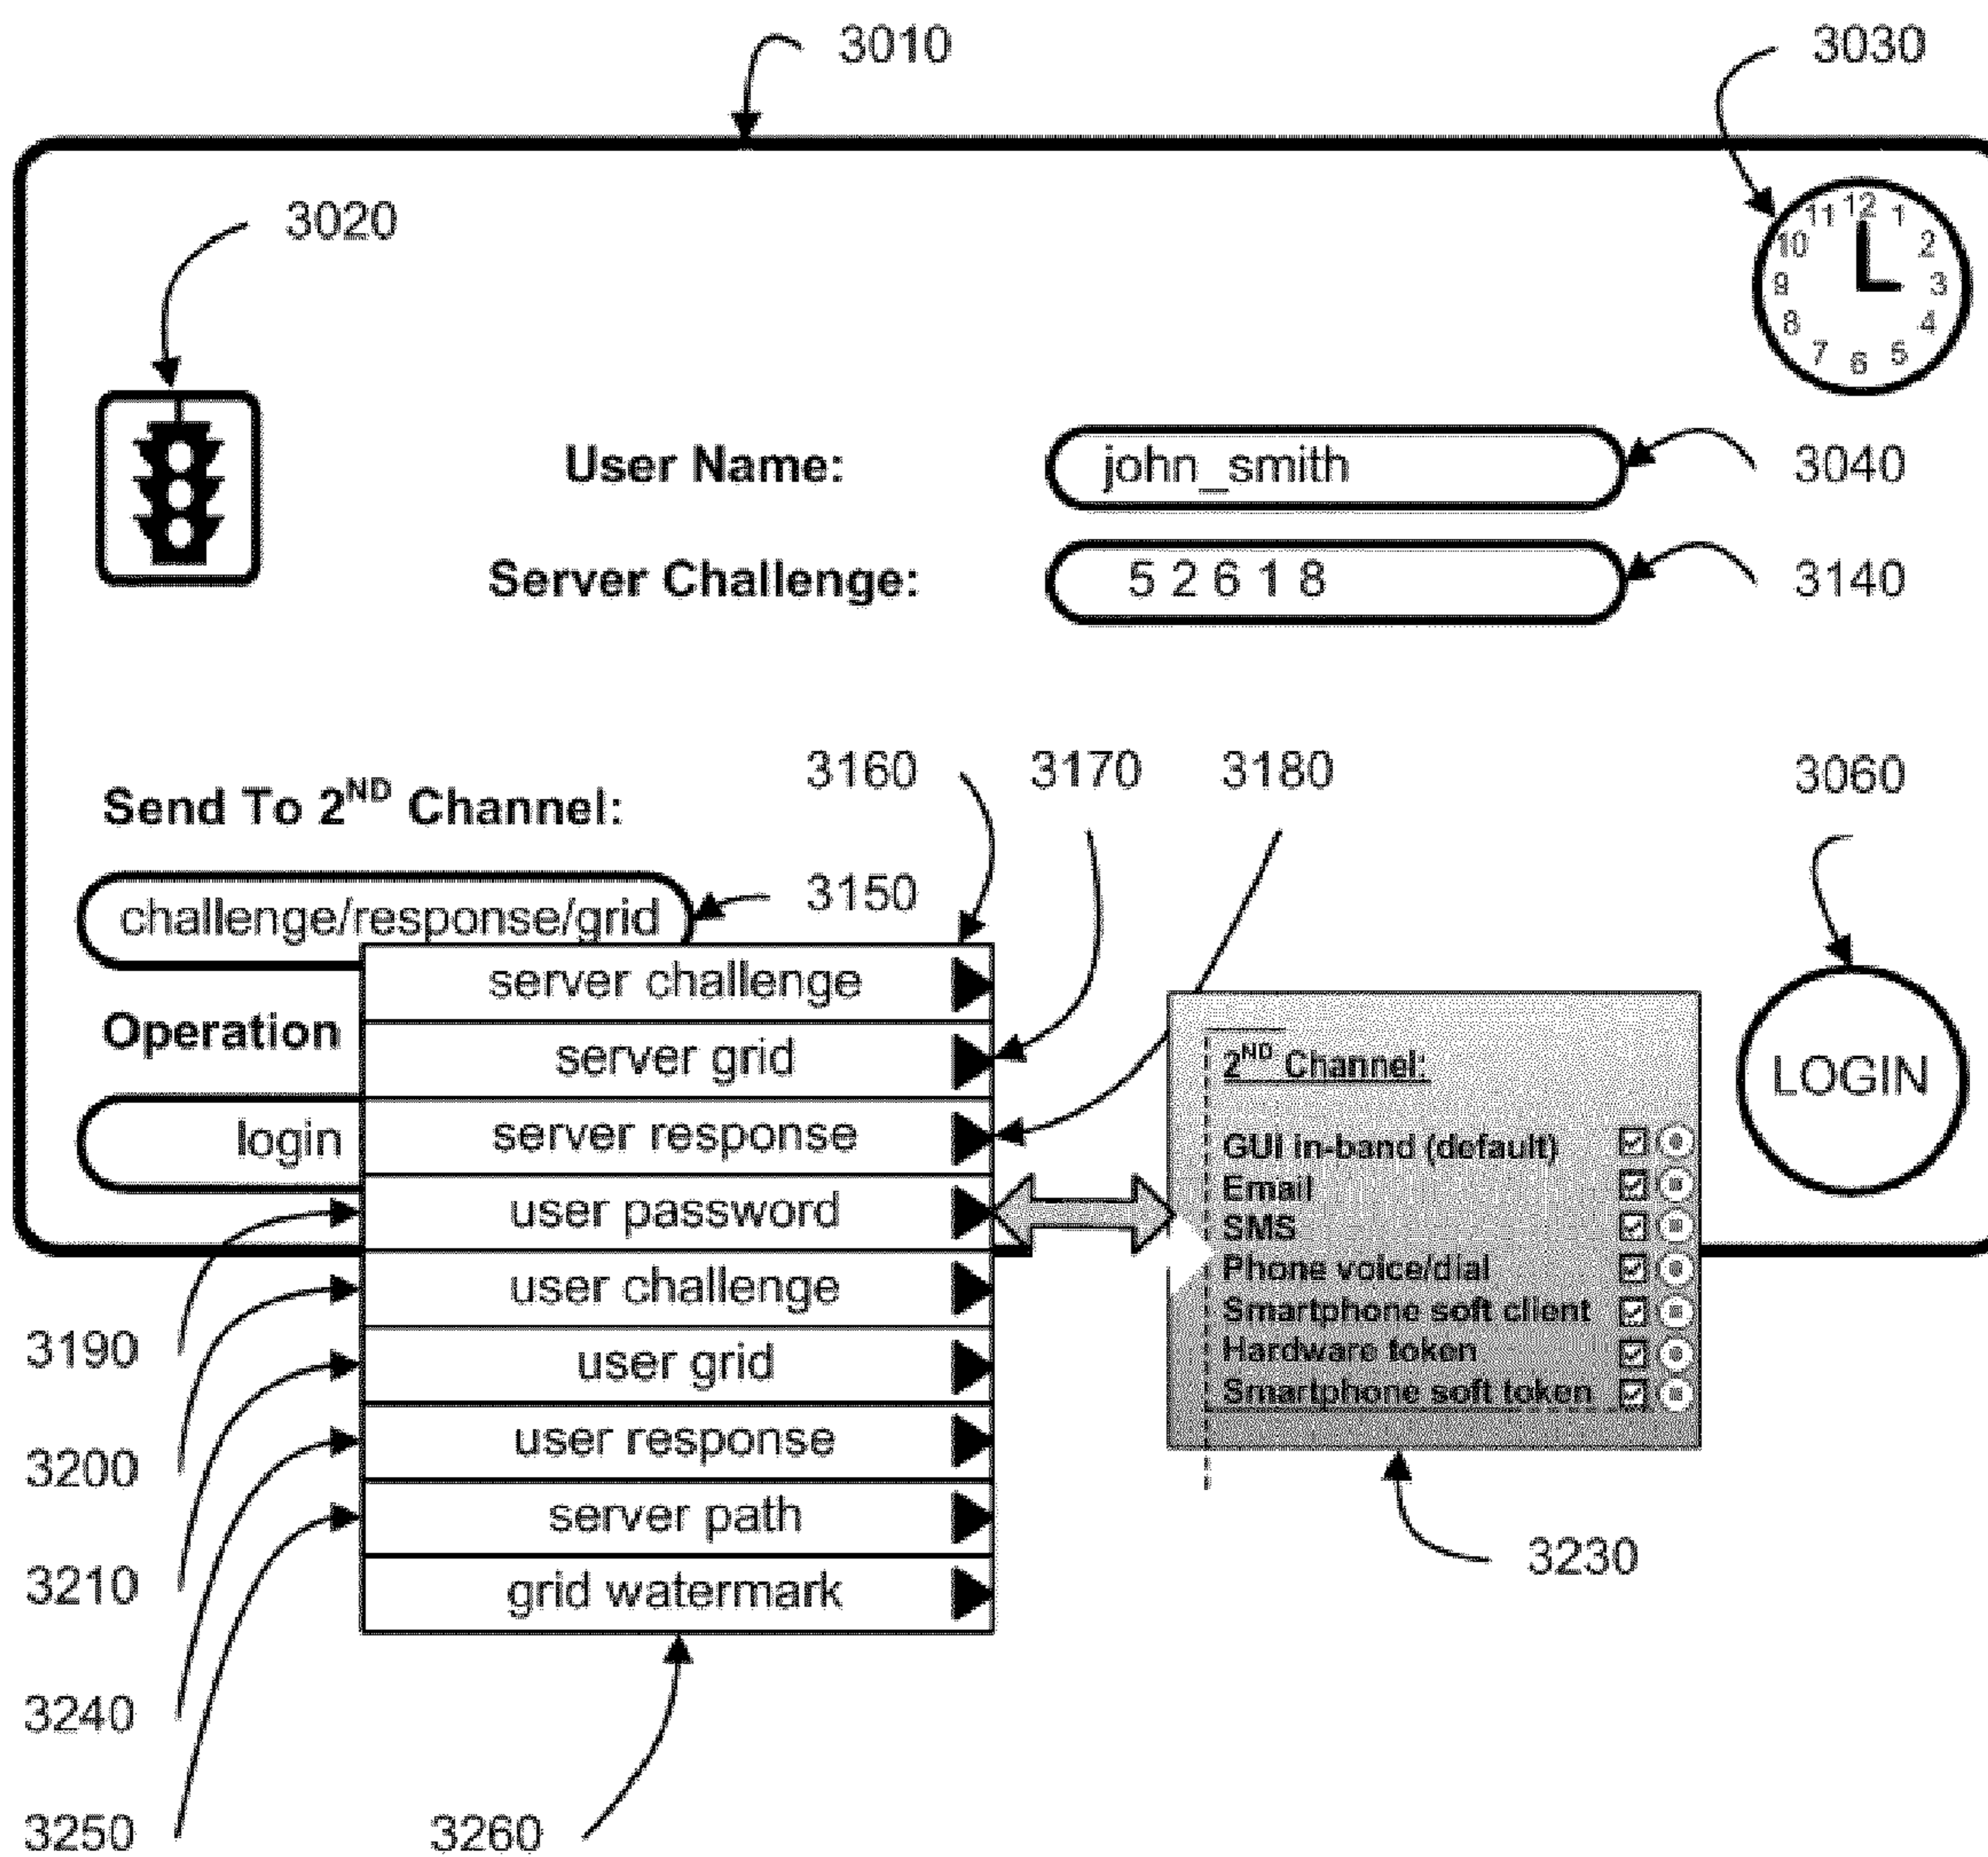 3010
3030
3020
11 12 1
10 2
9 3
8 4
7 6 5
User Name: john_smith 3040
Server Challenge: 5 2 6 1 8 3140
3160 3170 3180 3060
Send To 2ND Channel:
challenge/response/grid 3150
server challenge
Operation
server grid
login
server response
user password
user challenge
user grid
user response
server path
grid watermark
2ND Channel:
GUI in-band (default)
Email
SMS
Phone voice/dial
Smartphone soft client
Hardware token
Smartphone soft token
LOGIN
3190
3200
3210
3230
3240
3250 3260